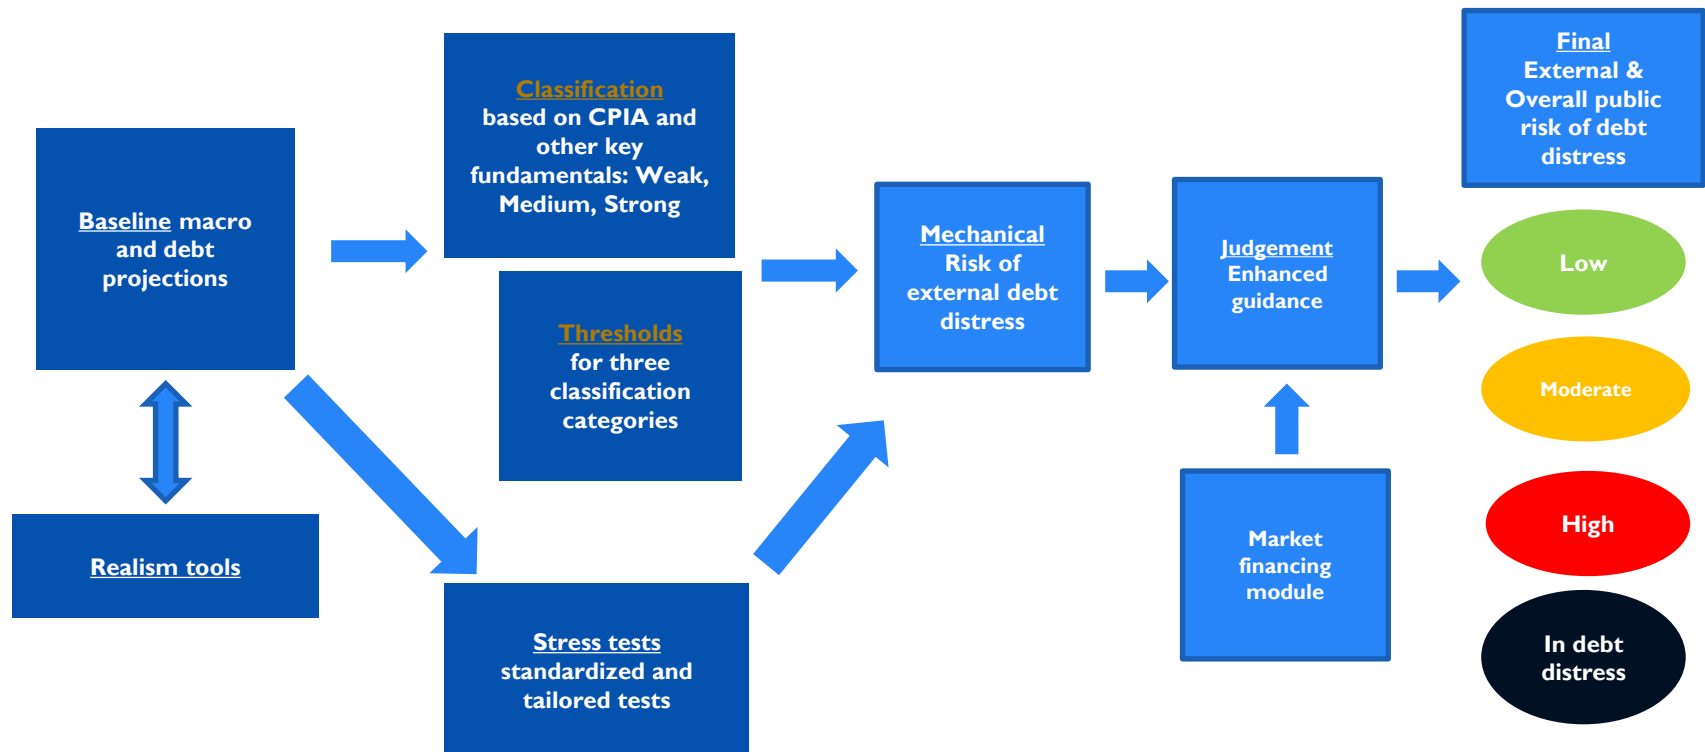 Baseline macro
and debt
projections
Realism tools
Classification
based on CPIA and
other key
fundamentals: Weak,
Medium, Strong
Thresholds
for three
classification
categories
Stress tests
standardized and
tailored tests
Mechanical
Risk of
external debt
distress
Judgement
Enhanced
guidance
Market
financing
module
Final
External &
Overall public
risk of debt
distress
Low
Moderate
High
In debt
distress